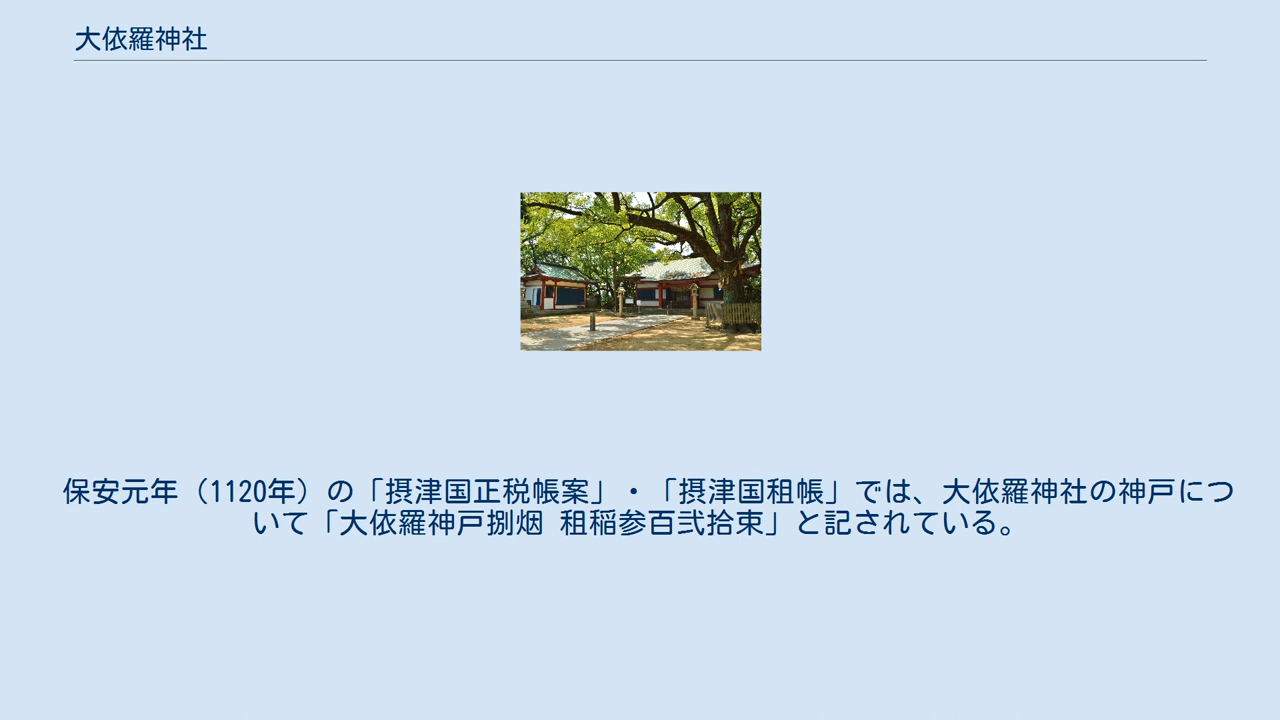 大依羅神社
保安元年（1120年）の「摂津国正税帳案」・「摂津国租帳」では、大依羅神社の神戸につ
いて「大依羅神戸捌烟 租稲参百弐拾束」と記されている。